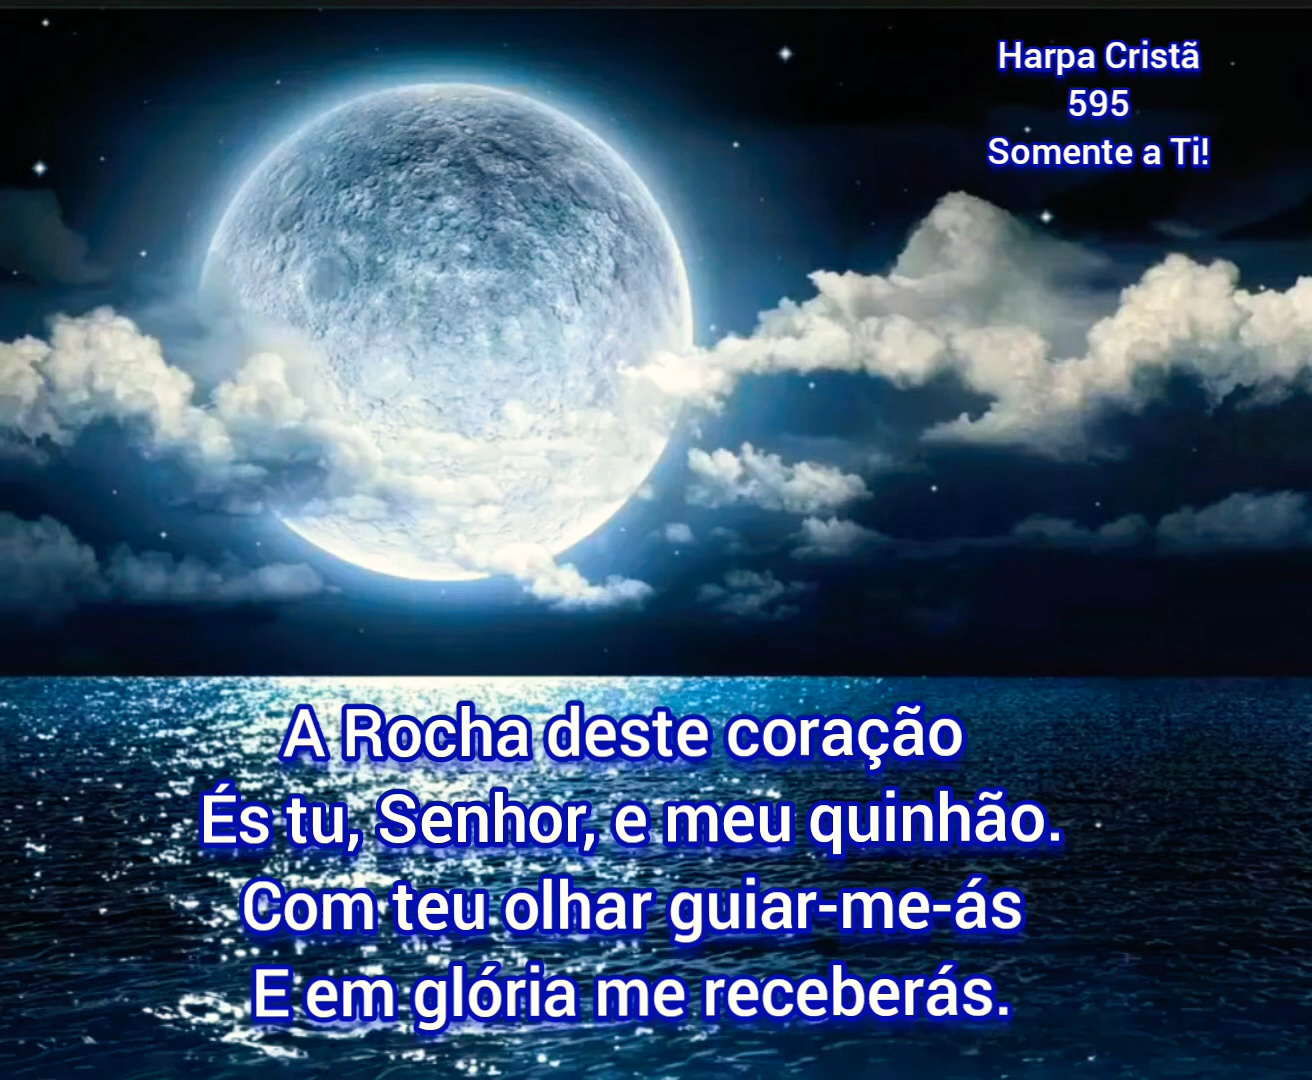 Harpa Cristã
595
Somente a Ti!
A Rocha deste coração
És tu, Senhor, e meu quinhão.
Com teu olhar guiar-me-ás
E em glória me receberás.